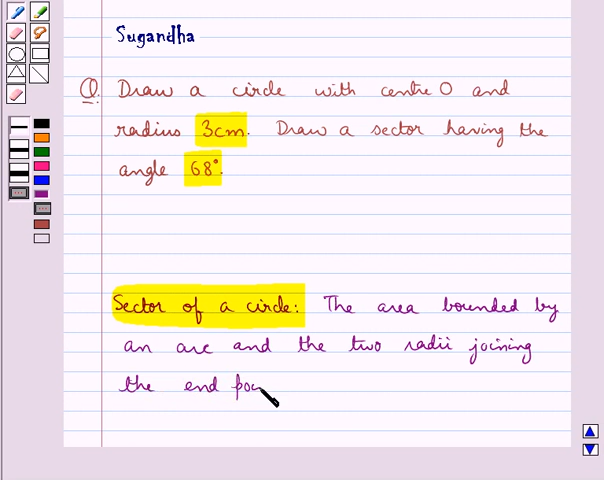 Sugandha
Q. Draw a circle with centre O and
radius 3cm. Draw a sector having the
angle 68°.
Sector of a circle: The area bounded by
an arc and the two radii joining
the end poi